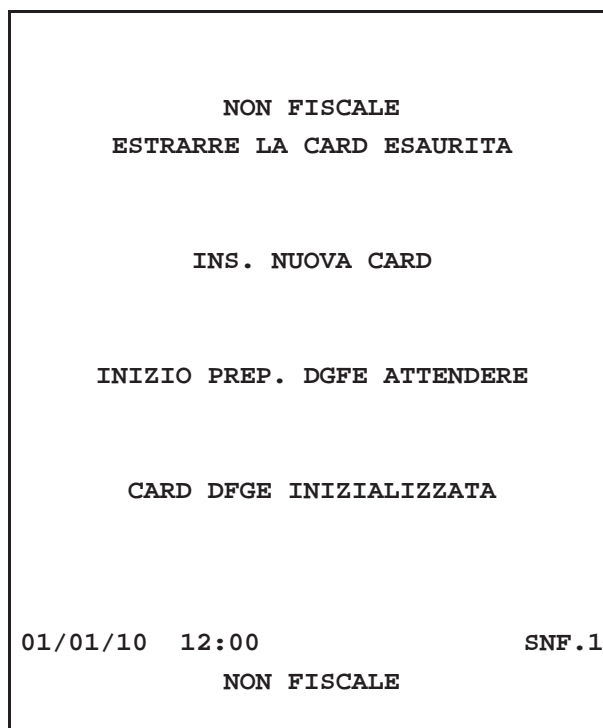 NON FISCALE
ESTRARRE LA CARD ESAURITA
INS. NUOVA CARD
INIZIO PREP. DGFE ATTENDERE
CARD DFGE INIZIALIZZATA
01/01/10 12:00 SNF.1
NON FISCALE